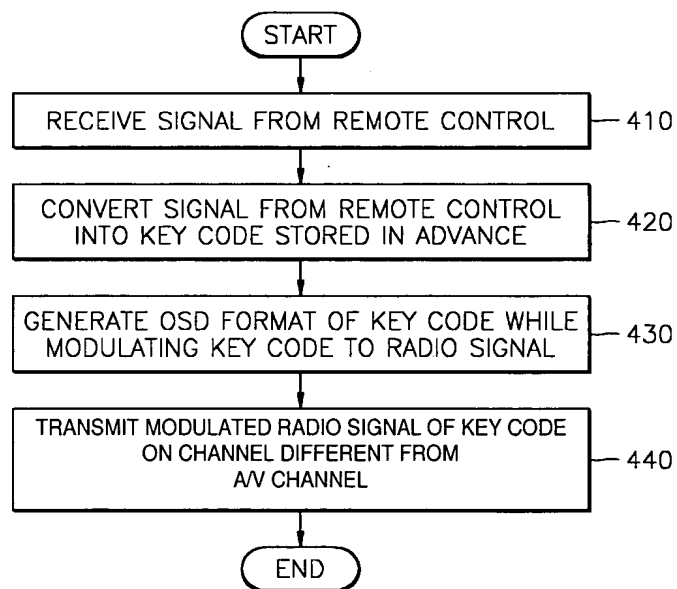 START
RECEIVE SIGNAL FROM REMOTE CONTROL
410
CONVERT SIGNAL FROM REMOTE CONTROL
INTO KEY CODE STORED IN ADVANCE
420
GENERATE OSD FORMAT OF KEY CODE WHILE
MODULATING KEY CODE TO RADIO SIGNAL
430
TRANSMIT MODULATED RADIO SIGNAL OF KEY CODE
ON CHANNEL DIFFERENT FROM
A/V CHANNEL
440
END